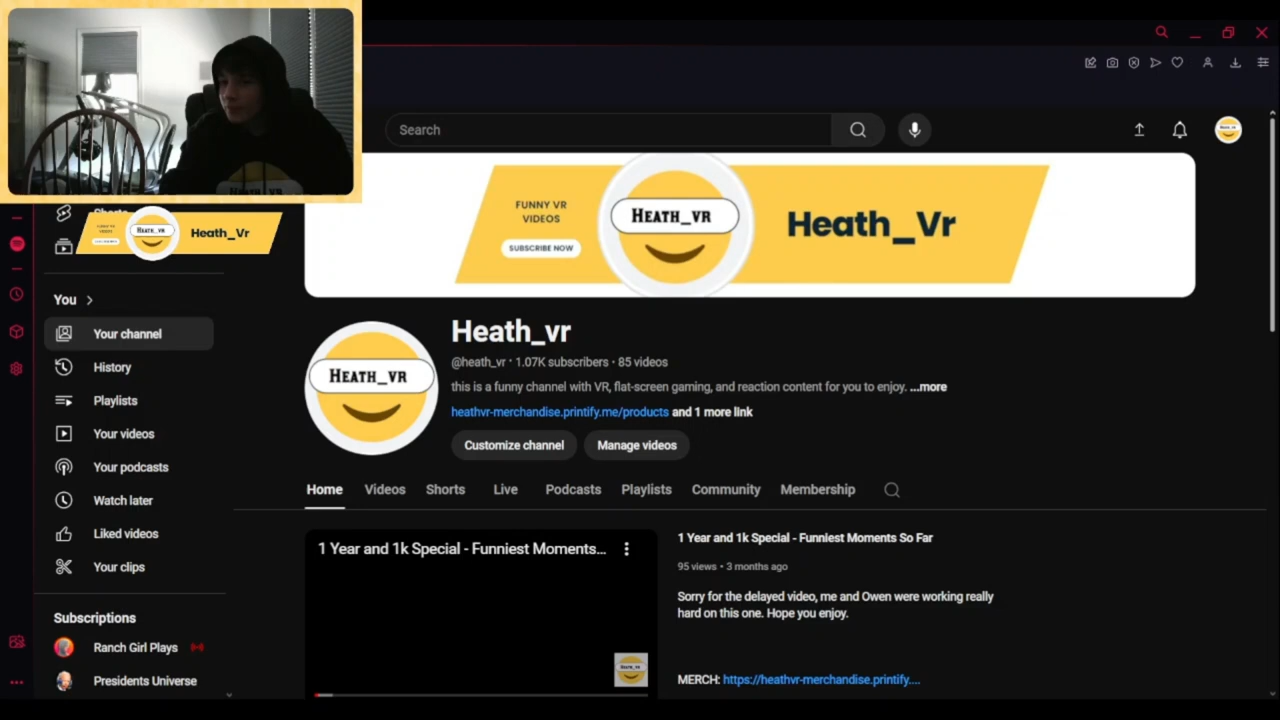 HEATH_VR
Search
Shorts
HEATH_VR
Heath_Vr
FUNNY VR
VIDEOS
SUBSCRIBE NOW
HEATH_VR
Heath_Vr
You
Your channel
History
Playlists
Your videos
Your podcasts
Watch later
Liked videos
Your clips
Subscriptions
Ranch Girl Plays
Presidents Universe
HEATH_VR
Heath_vr
@heath_vr · 1.07K subscribers · 85 videos
this is a funny channel with VR, flat-screen gaming, and reaction content for you to enjoy. ...more
heathvr-merchandise.printify.me/products and 1 more link
Customize channel Manage videos
Home Videos Shorts Live Podcasts Playlists Community Membership
1 Year and 1k Special - Funniest Moments...
1 Year and 1k Special - Funniest Moments So Far
95 views · 3 months ago
Sorry for the delayed video, me and Owen were working really
hard on this one. Hope you enjoy.
MERCH: https://heathvr-merchandise.printify....